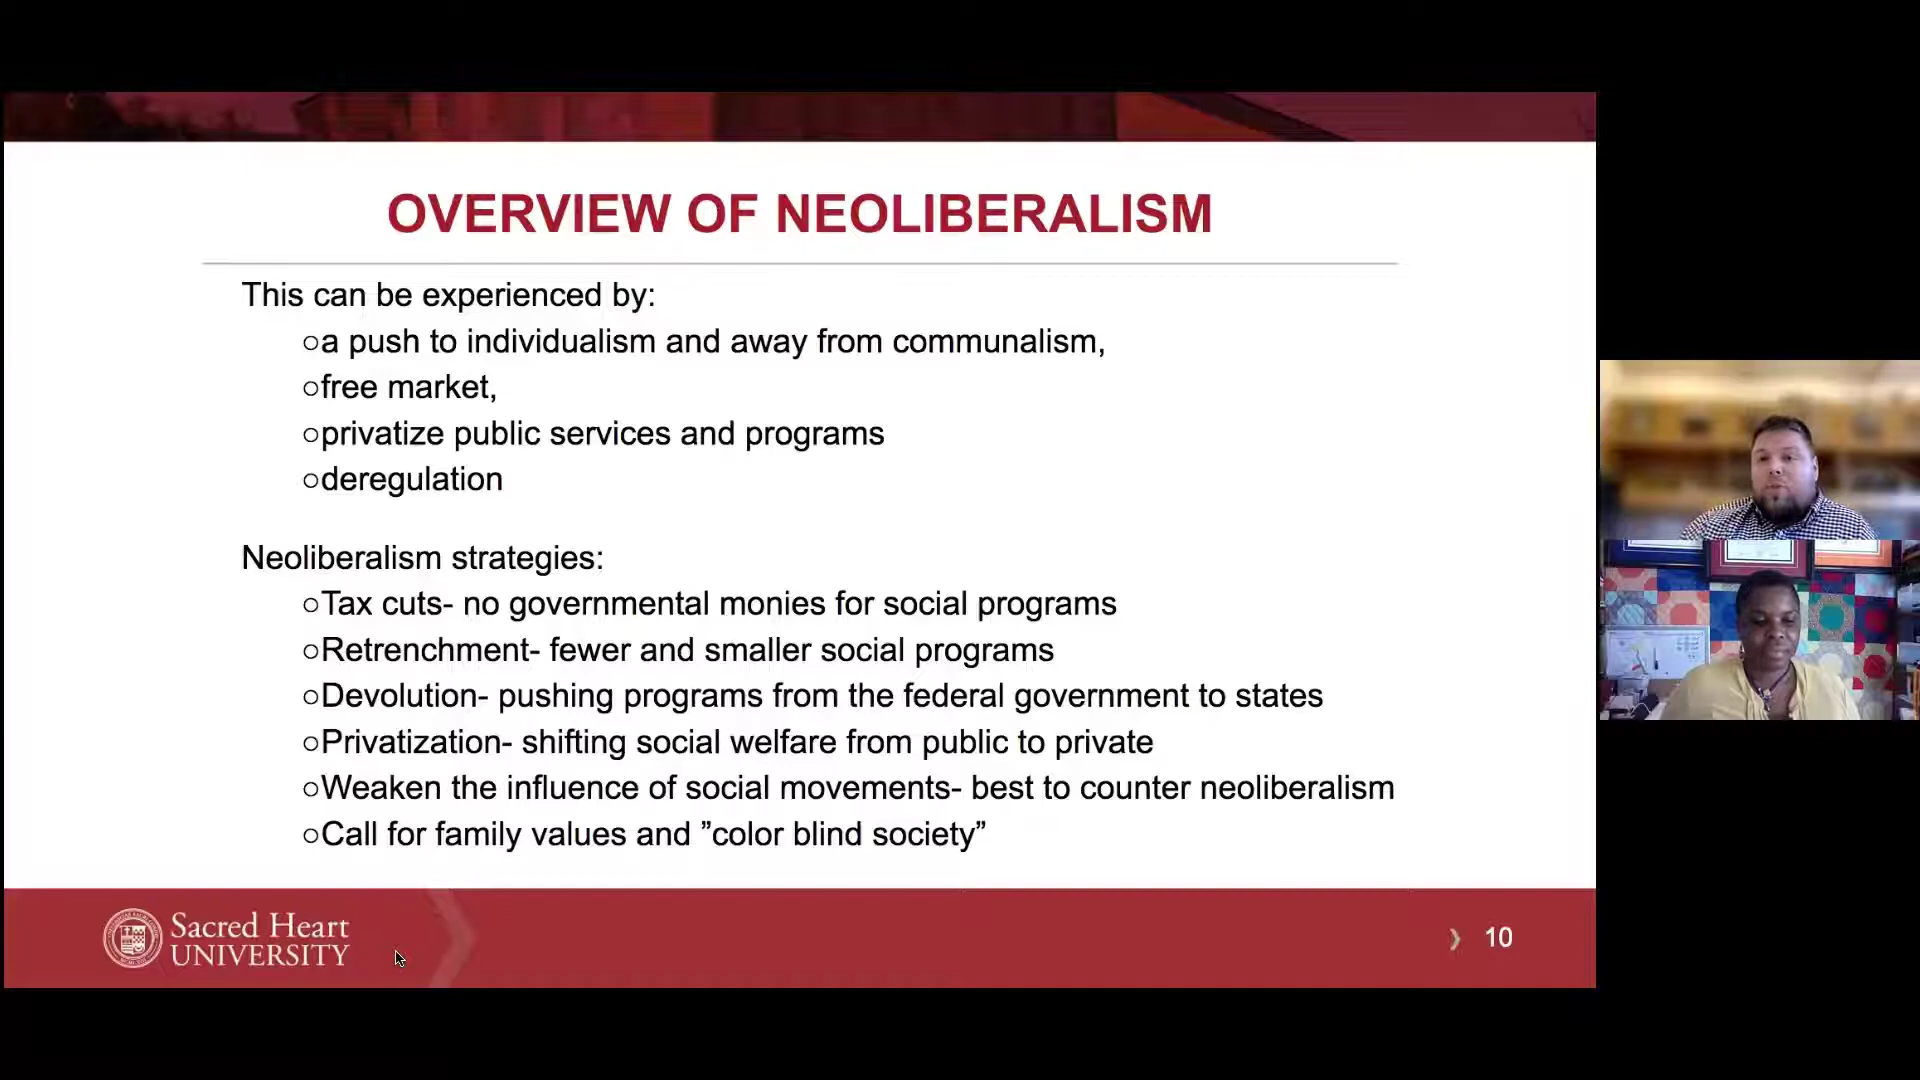 OVERVIEW OF NEOLIBERALISM
This can be experienced by:
○a push to individualism and away from communalism,
○free market,
○privatize public services and programs
○deregulation
Neoliberalism strategies:
○Tax cuts- no governmental monies for social programs
○Retrenchment- fewer and smaller social programs
○Devolution- pushing programs from the federal government to states
○Privatization- shifting social welfare from public to private
○Weaken the influence of social movements- best to counter neoliberalism
○Call for family values and ”color blind society”
Sacred Heart
UNIVERSITY
❯ 10